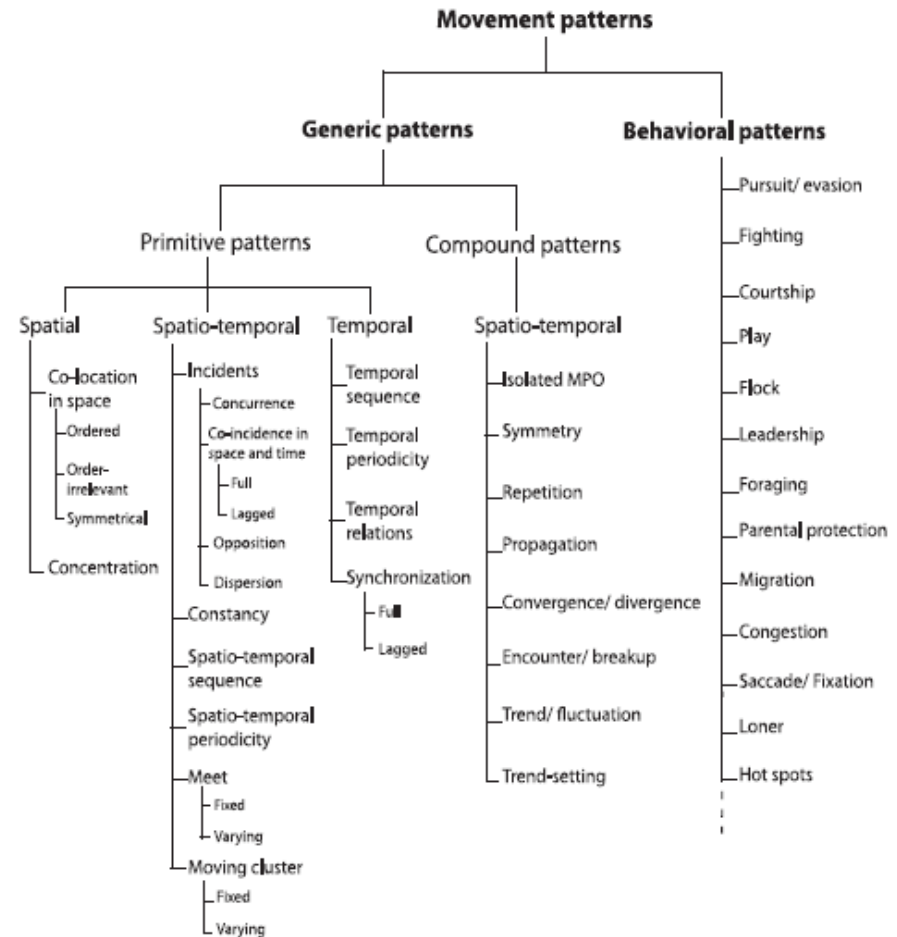 Movement patterns
Generic patterns
Behavioral patterns
Primitive patterns
Compound patterns
Spatial
Co-location
in space
Ordered
Order-
irrelevant
Symmetrical
Concentration
Spatio-temporal
Incidents
Concurrence
Co-incidence in
space and time
Full
Lagged
Opposition
Dispersion
Constancy
Spatio-temporal
sequence
Spatio-temporal
periodicity
Meet
Fixed
Varying
Moving cluster
Fixed
Varying
Temporal
Temporal
sequence
Temporal
periodicity
Temporal
relations
Synchronization
Full
Lagged
Spatio-temporal
Isolated MPO
Symmetry
Repetition
Propagation
Convergence/ divergence
Encounter/ breakup
Trend/ fluctuation
Trend-setting
Pursuit/ evasion
Fighting
Courtship
Play
Flock
Leadership
Foraging
Parental protection
Migration
Congestion
Saccade/ Fixation
Loner
Hot spots